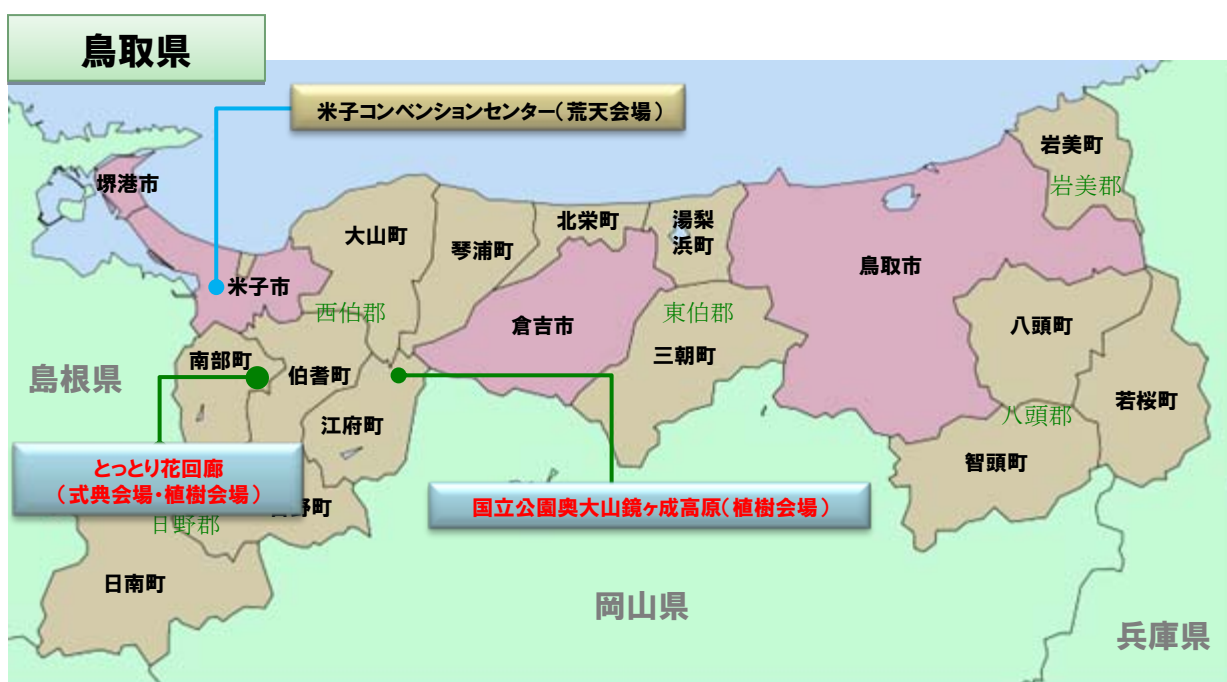 鳥取県
米子コンベンションセンター(荒天会場)
岩美町
堺港市
岩美郡
大山町
北栄町
湯梨
浜町
琴浦町
鳥取市
米子市
西伯郡
倉吉市
東伯郡
八頭町
南部町
三朝町
島根県
伯耆町
若桜町
江府町
八頭郡
智頭町
とっとり花回廊
(式典会場・植樹会場)
国立公園奥大山鏡ヶ成高原(植樹会場)
野町
日野郡
日南町
岡山県
兵庫県